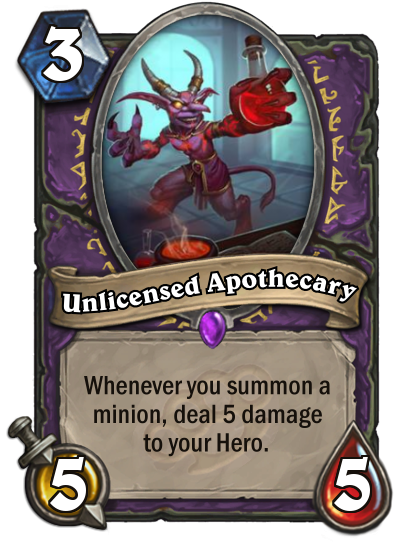 3
Unlicensed Apothecary
Whenever you summon a
minion, deal 5 damage
to your Hero.
5
5